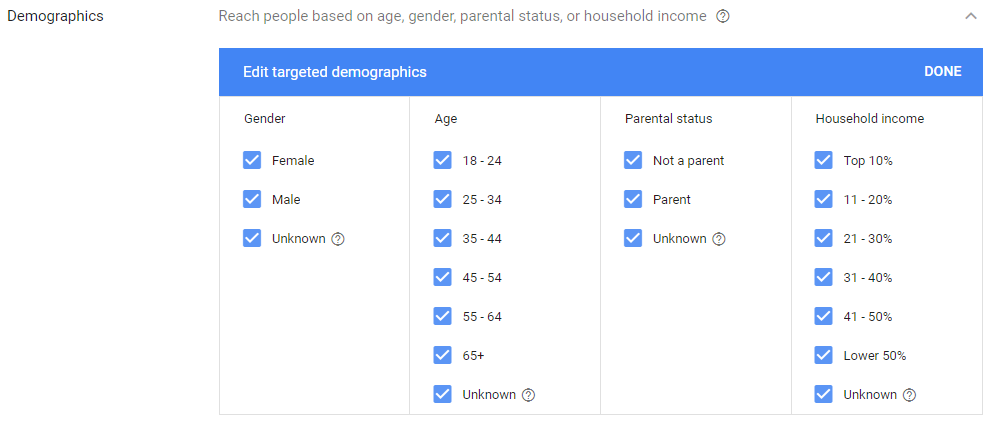 Demographics
Reach people based on age, gender, parental status, or household income
Edit targeted demographics
DONE
Gender
Female
Male
Unknown
Age
18 - 24
25 - 34
35 - 44
45 - 54
55 - 64
65+
Unknown
Parental status
Not a parent
Parent
Unknown
Household income
Top 10%
11 - 20%
21 - 30%
31 - 40%
41 - 50%
Lower 50%
Unknown